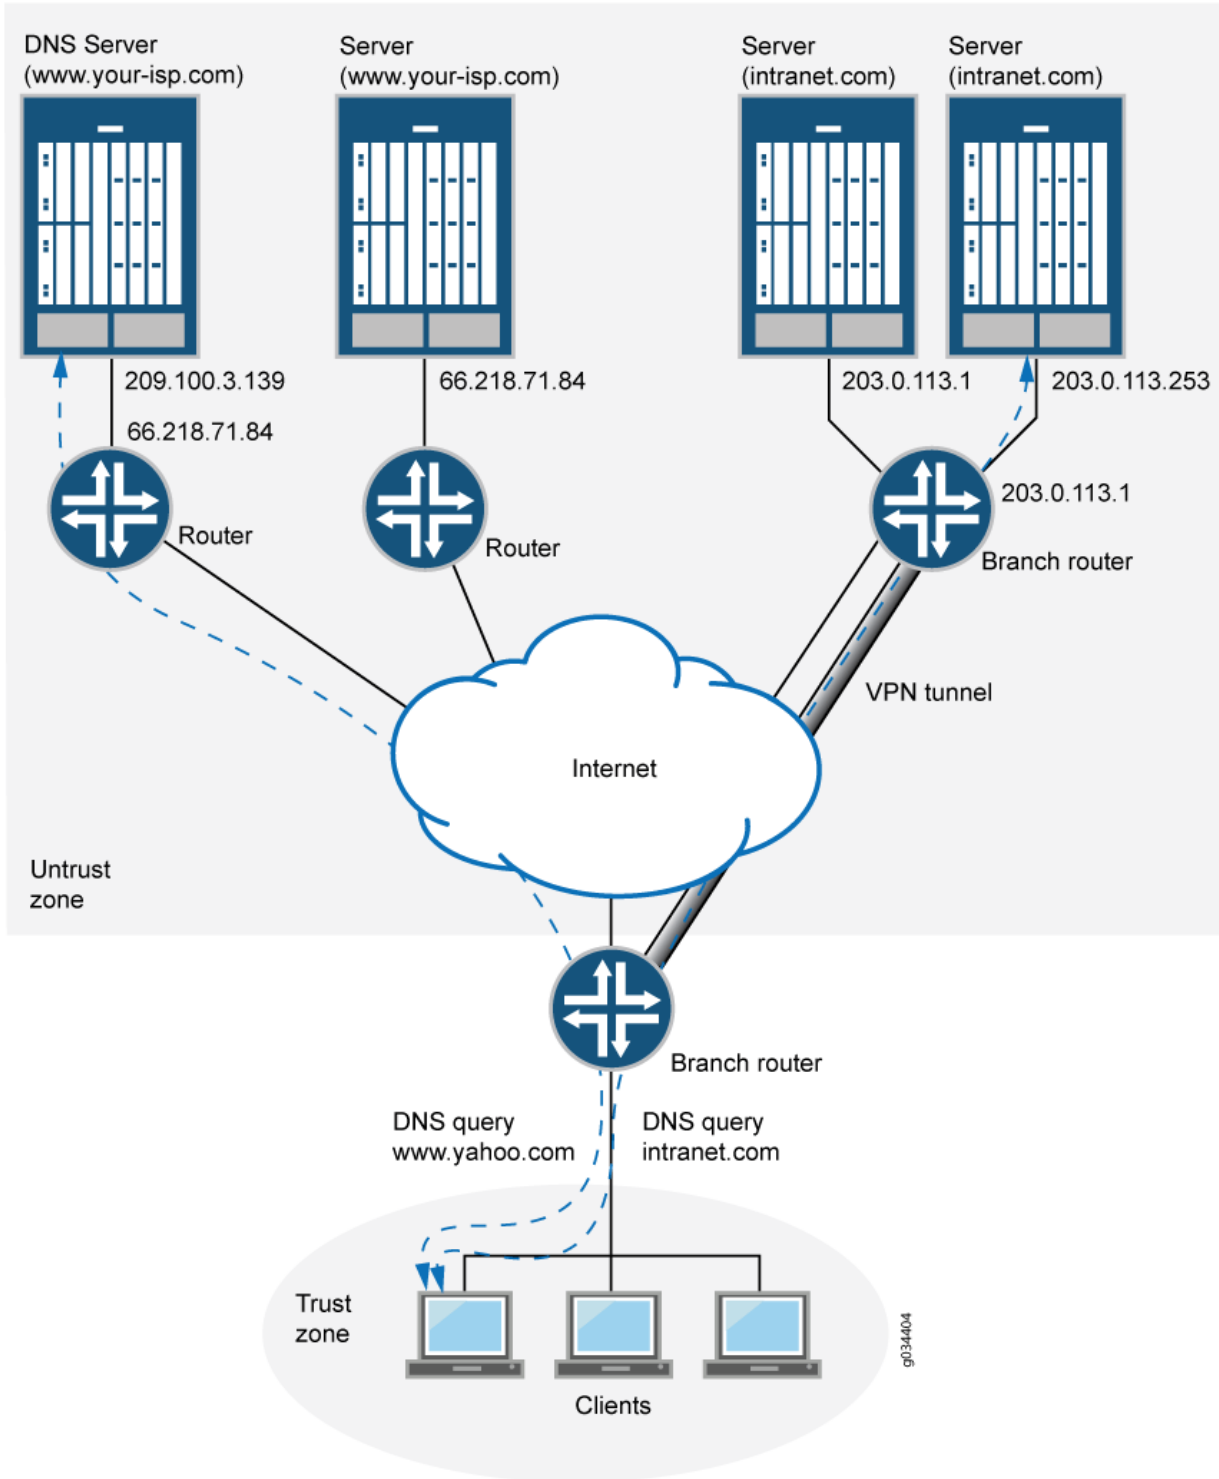 DNS Server
(www.your-isp.com)
Server
(www.your-isp.com)
Server
(intranet.com)
Server
(intranet.com)
209.100.3.139
66.218.71.84
203.0.113.1
203.0.113.253
66.218.71.84
203.0.113.1
Router
Router
Branch router
VPN tunnel
Internet
Untrust
zone
Branch router
DNS query
www.yahoo.com
DNS query
intranet.com
Trust
zone
g034404
Clients